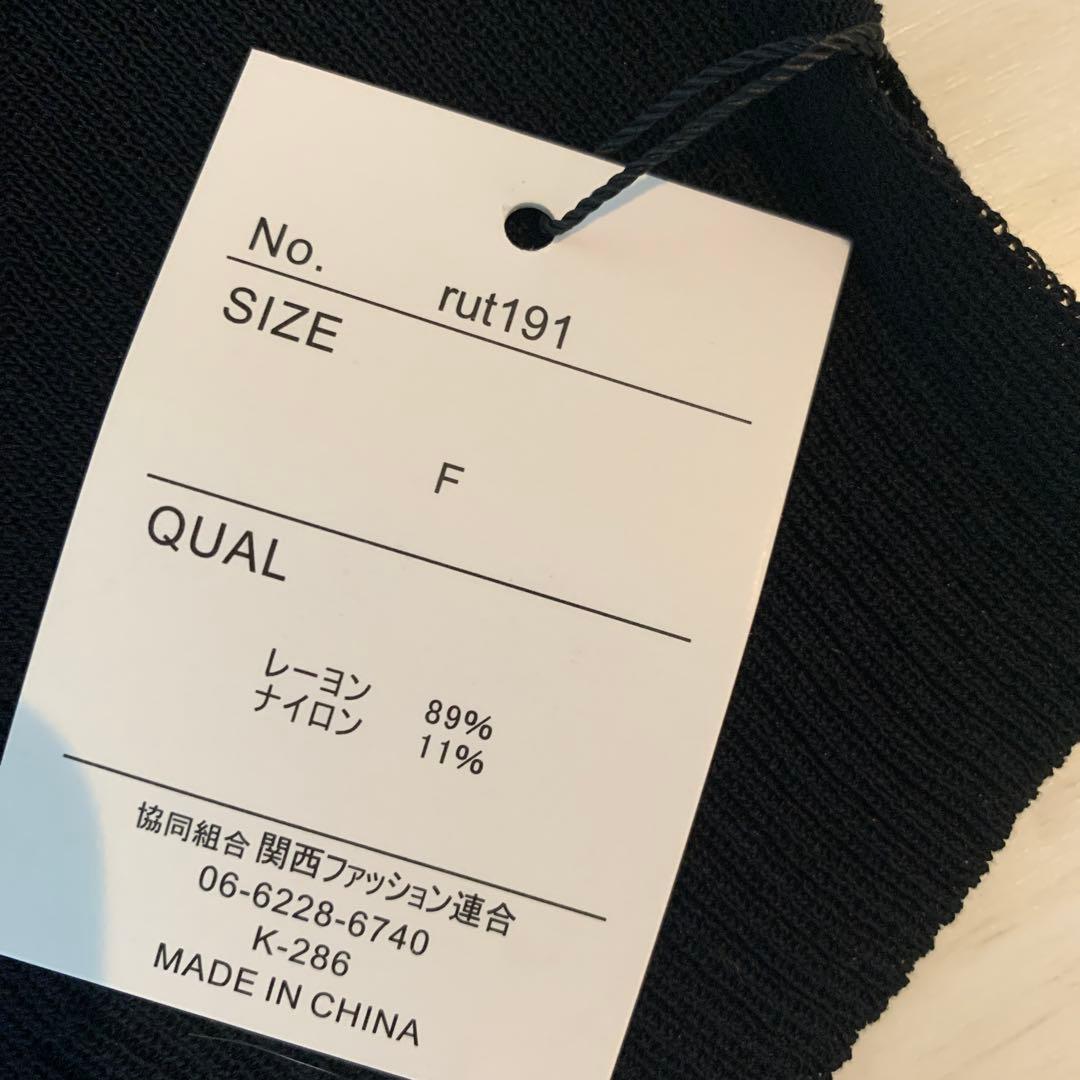 No. rut191
SIZE
F
QUAL
レーヨン 89%
ナイロン 11%
協同組合 関西ファッション連合
06-6228-6740
K-286
MADE IN CHINA